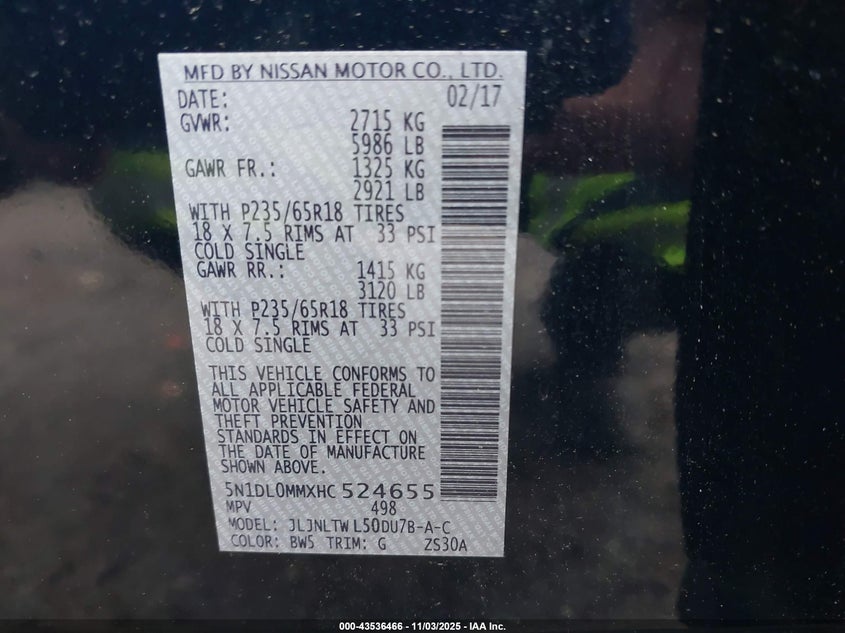 MFD BY NISSAN MOTOR CO., LTD.
DATE: 02/17
GVWR: 2715 KG
5986 LB
GAWR FR.: 1325 KG
2921 LB
WITH P235/65R18 TIRES
18 X 7.5 RIMS AT 33 PSI
COLD SINGLE
GAWR RR.: 1415 KG
3120 LB
WITH P235/65R18 TIRES
18 X 7.5 RIMS AT 33 PSI
COLD SINGLE
THIS VEHICLE CONFORMS TO
ALL APPLICABLE FEDERAL
MOTOR VEHICLE SAFETY AND
THEFT PREVENTION
STANDARDS IN EFFECT ON
THE DATE OF MANUFACTURE
SHOWN ABOVE.
5N1DL0MMXHC524655
MPV 498
MODEL: JLJNLTW L50DU7B-A-C
COLOR: BW5 TRIM: G ZS30A
000-43536466 - 11/03/2025 - IAA Inc.